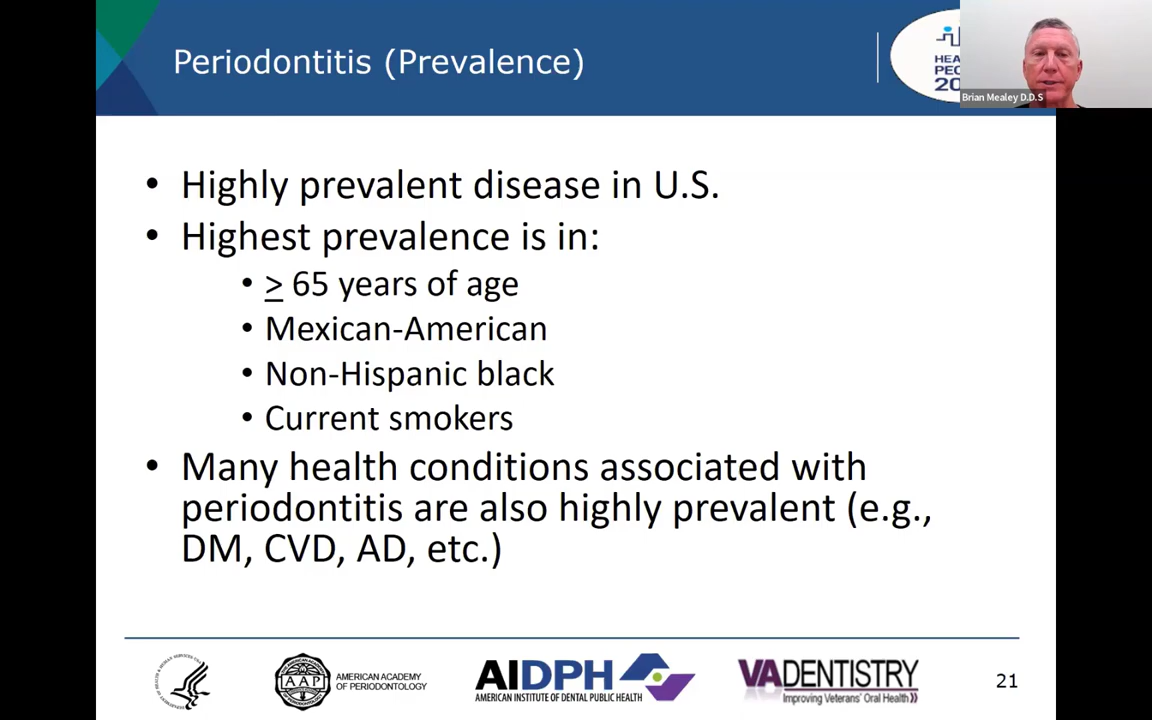 Periodontitis (Prevalence)
Brian Mealey D.D.S
• Highly prevalent disease in U.S.
• Highest prevalence is in:
• ≥ 65 years of age
• Mexican-American
• Non-Hispanic black
• Current smokers
• Many health conditions associated with
periodontitis are also highly prevalent (e.g.,
DM, CVD, AD, etc.)
AAP
AMERICAN ACADEMY
OF PERIODONTOLOGY
AIDPH
AMERICAN INSTITUTE OF DENTAL PUBLIC HEALTH
VADENTISTRY
Improving Veterans' Oral Health
21